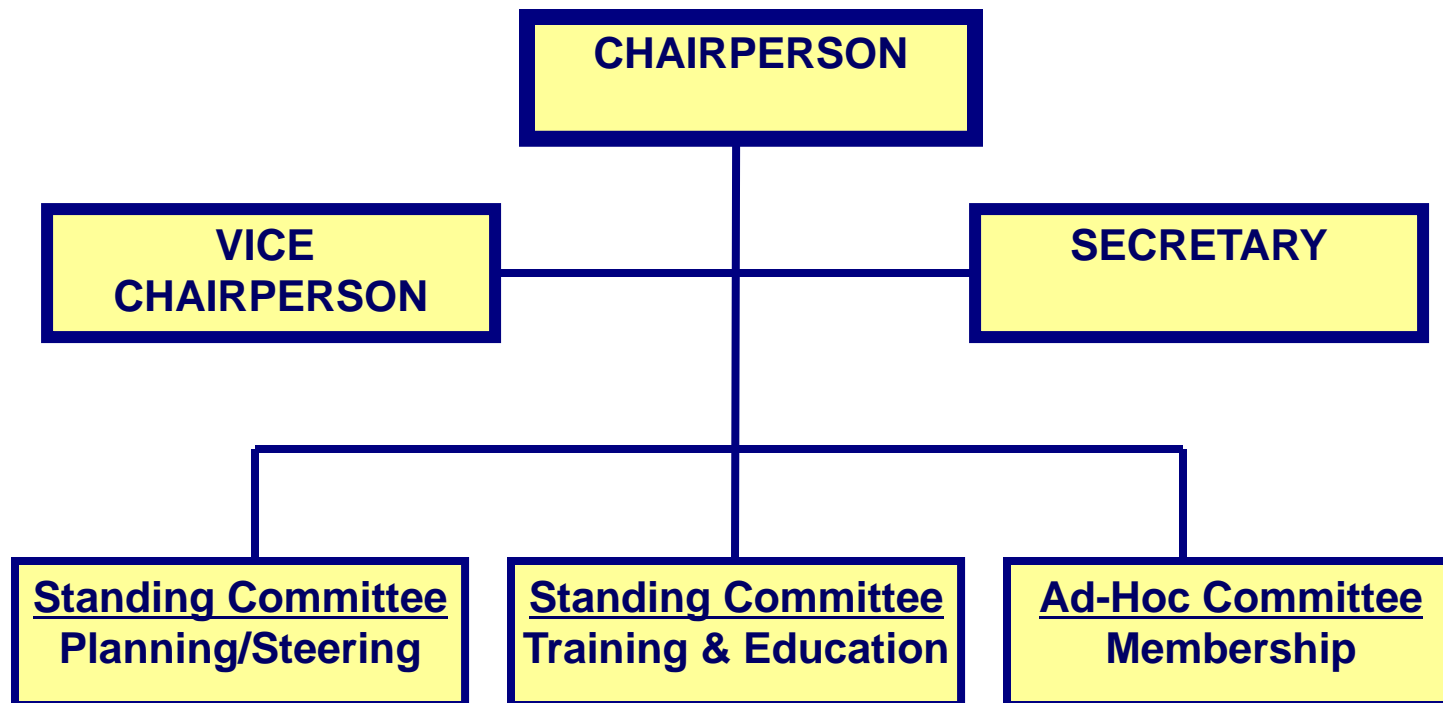 CHAIRPERSON
VICE
CHAIRPERSON
SECRETARY
Standing Committee
Planning/Steering
Standing Committee
Training & Education
Ad-Hoc Committee
Membership